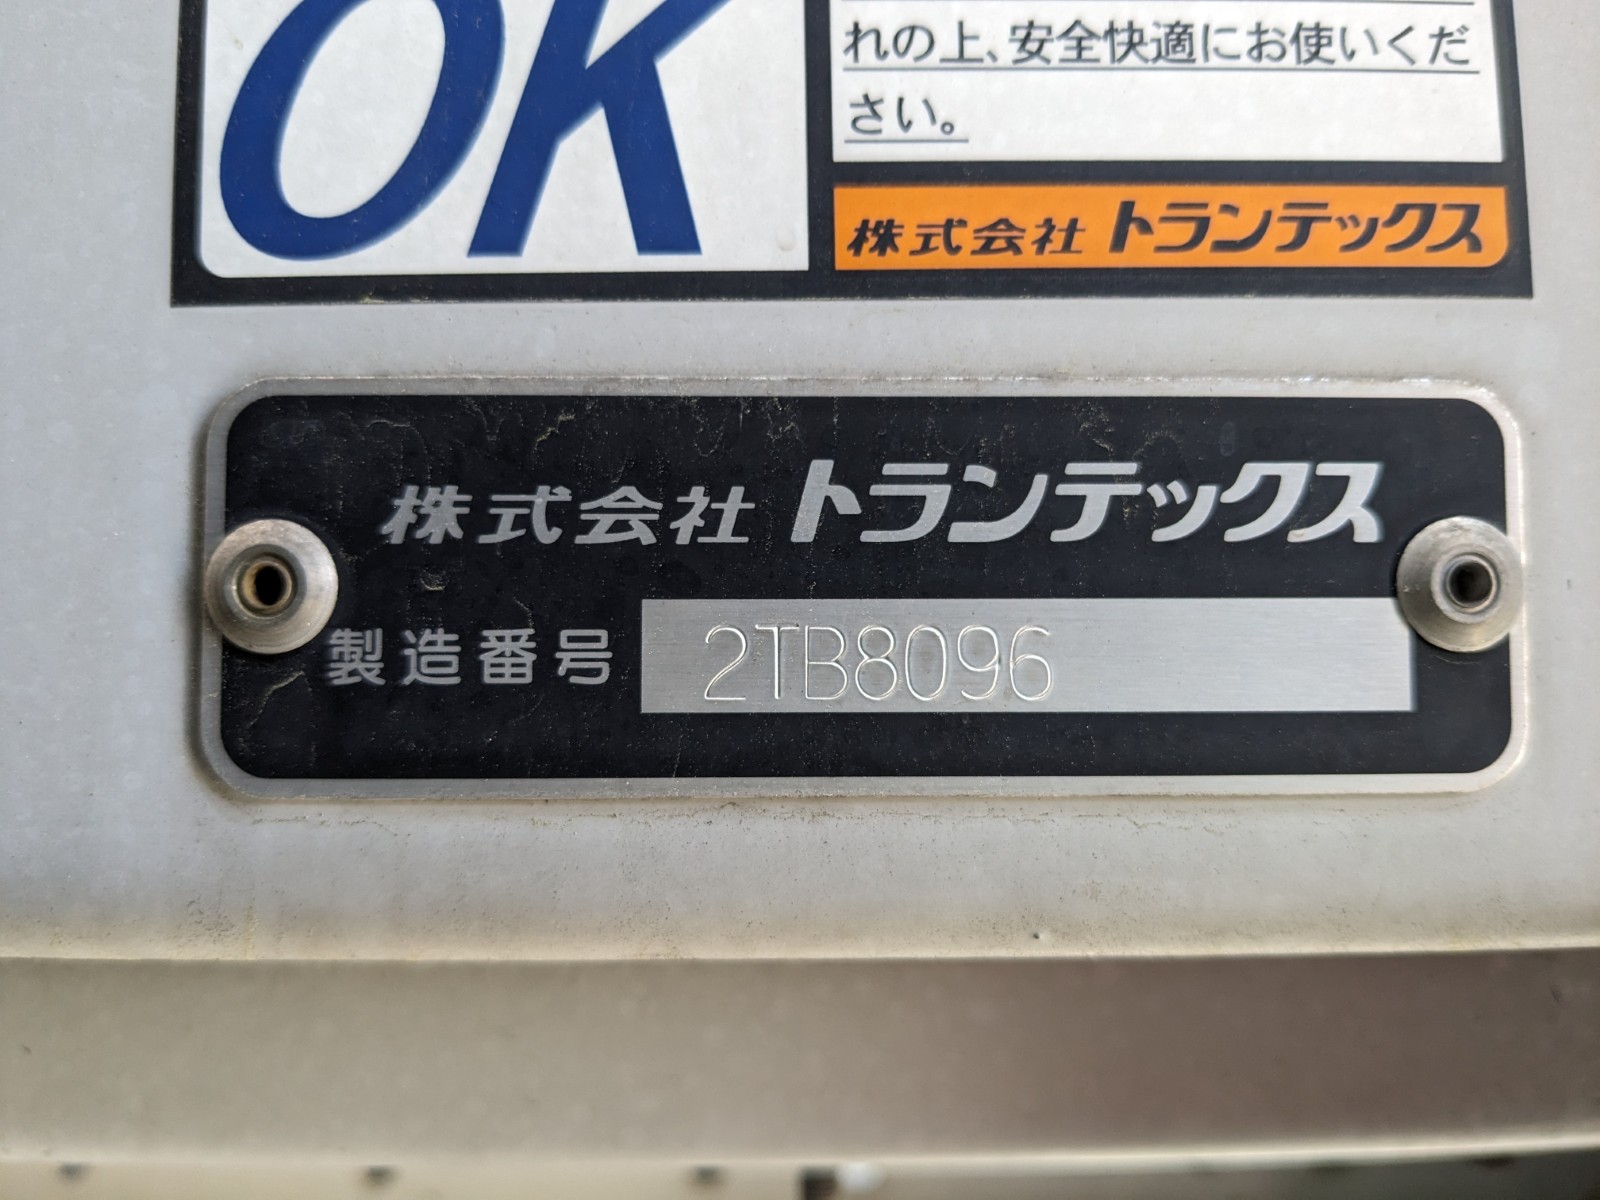 OK
れの上、安全快適にお使いくだ
さい。
株式会社 トランテックス
株式会社 トランテックス
製造番号 2TB8096